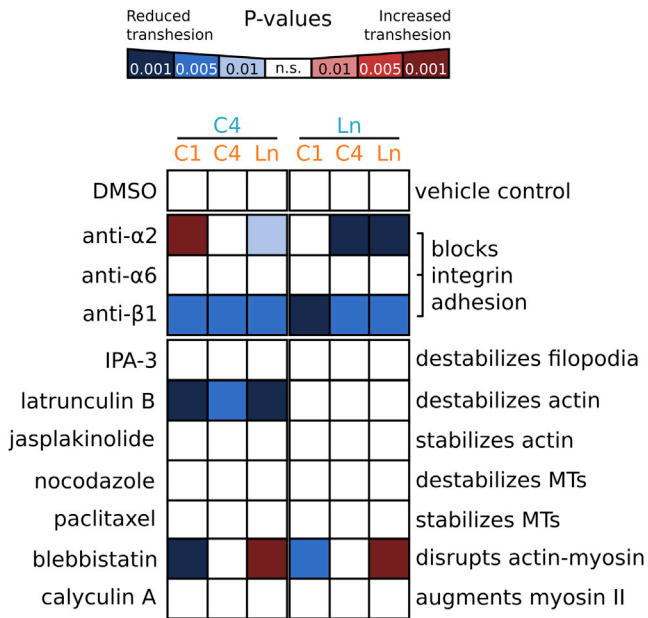 Reduced transhesion
P-values
Increased transhesion
0.001 0.005 0.01 n.s. 0.01 0.005 0.001
C4 Ln
C1 C4 Ln C1 C4 Ln
DMSO vehicle control
anti-α2
anti-α6
anti-β1
blocks
integrin
adhesion
IPA-3 destabilizes filopodia
latrunculin B destabilizes actin
jasplakinolide stabilizes actin
nocodazole destabilizes MTs
paclitaxel stabilizes MTs
blebbistatin disrupts actin-myosin
calyculin A augments myosin II